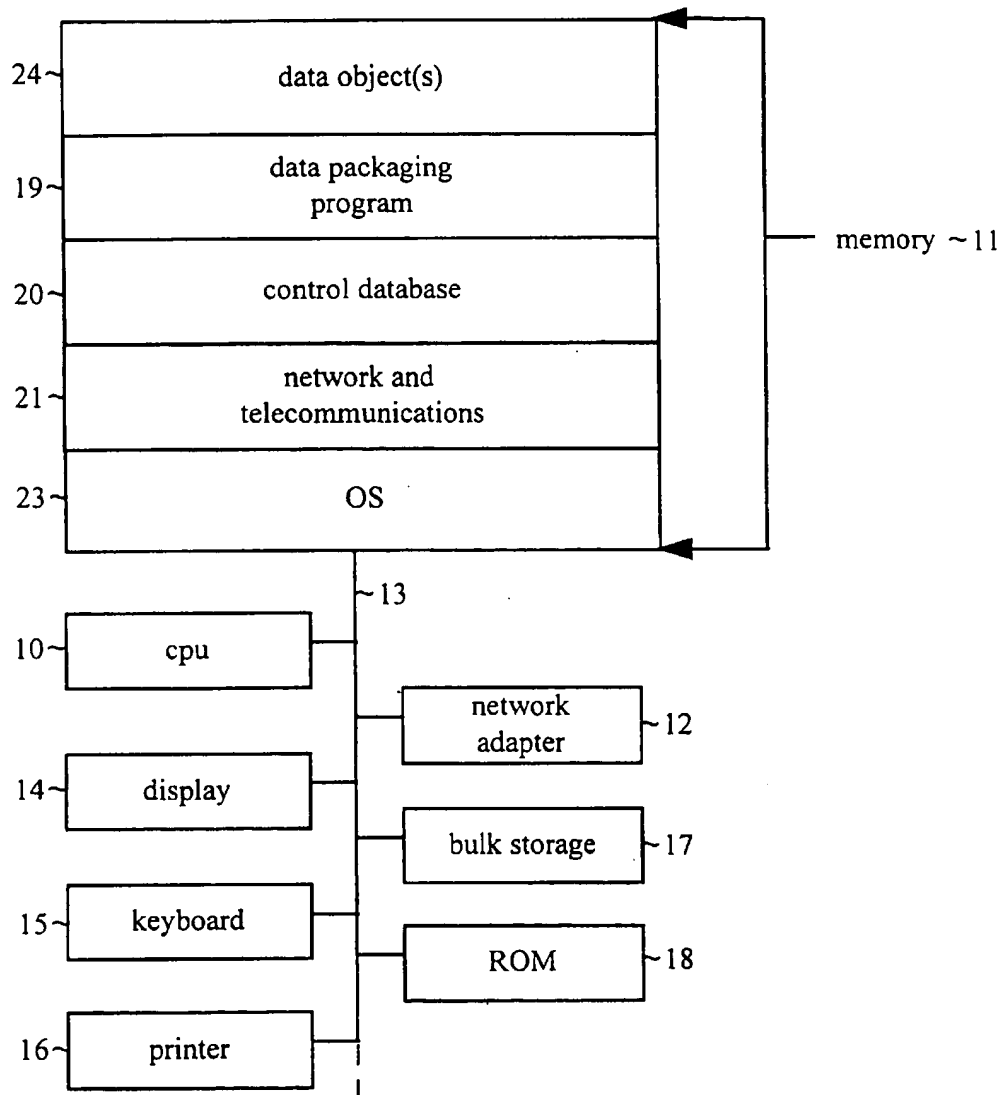 24~ data object(s)
19~ data packaging
program
memory ~11
20~ control database
21~ network and
telecommunications
23~ OS
13
10~ cpu
network
adapter ~12
14~ display
bulk storage ~17
15~ keyboard
ROM ~18
16~ printer